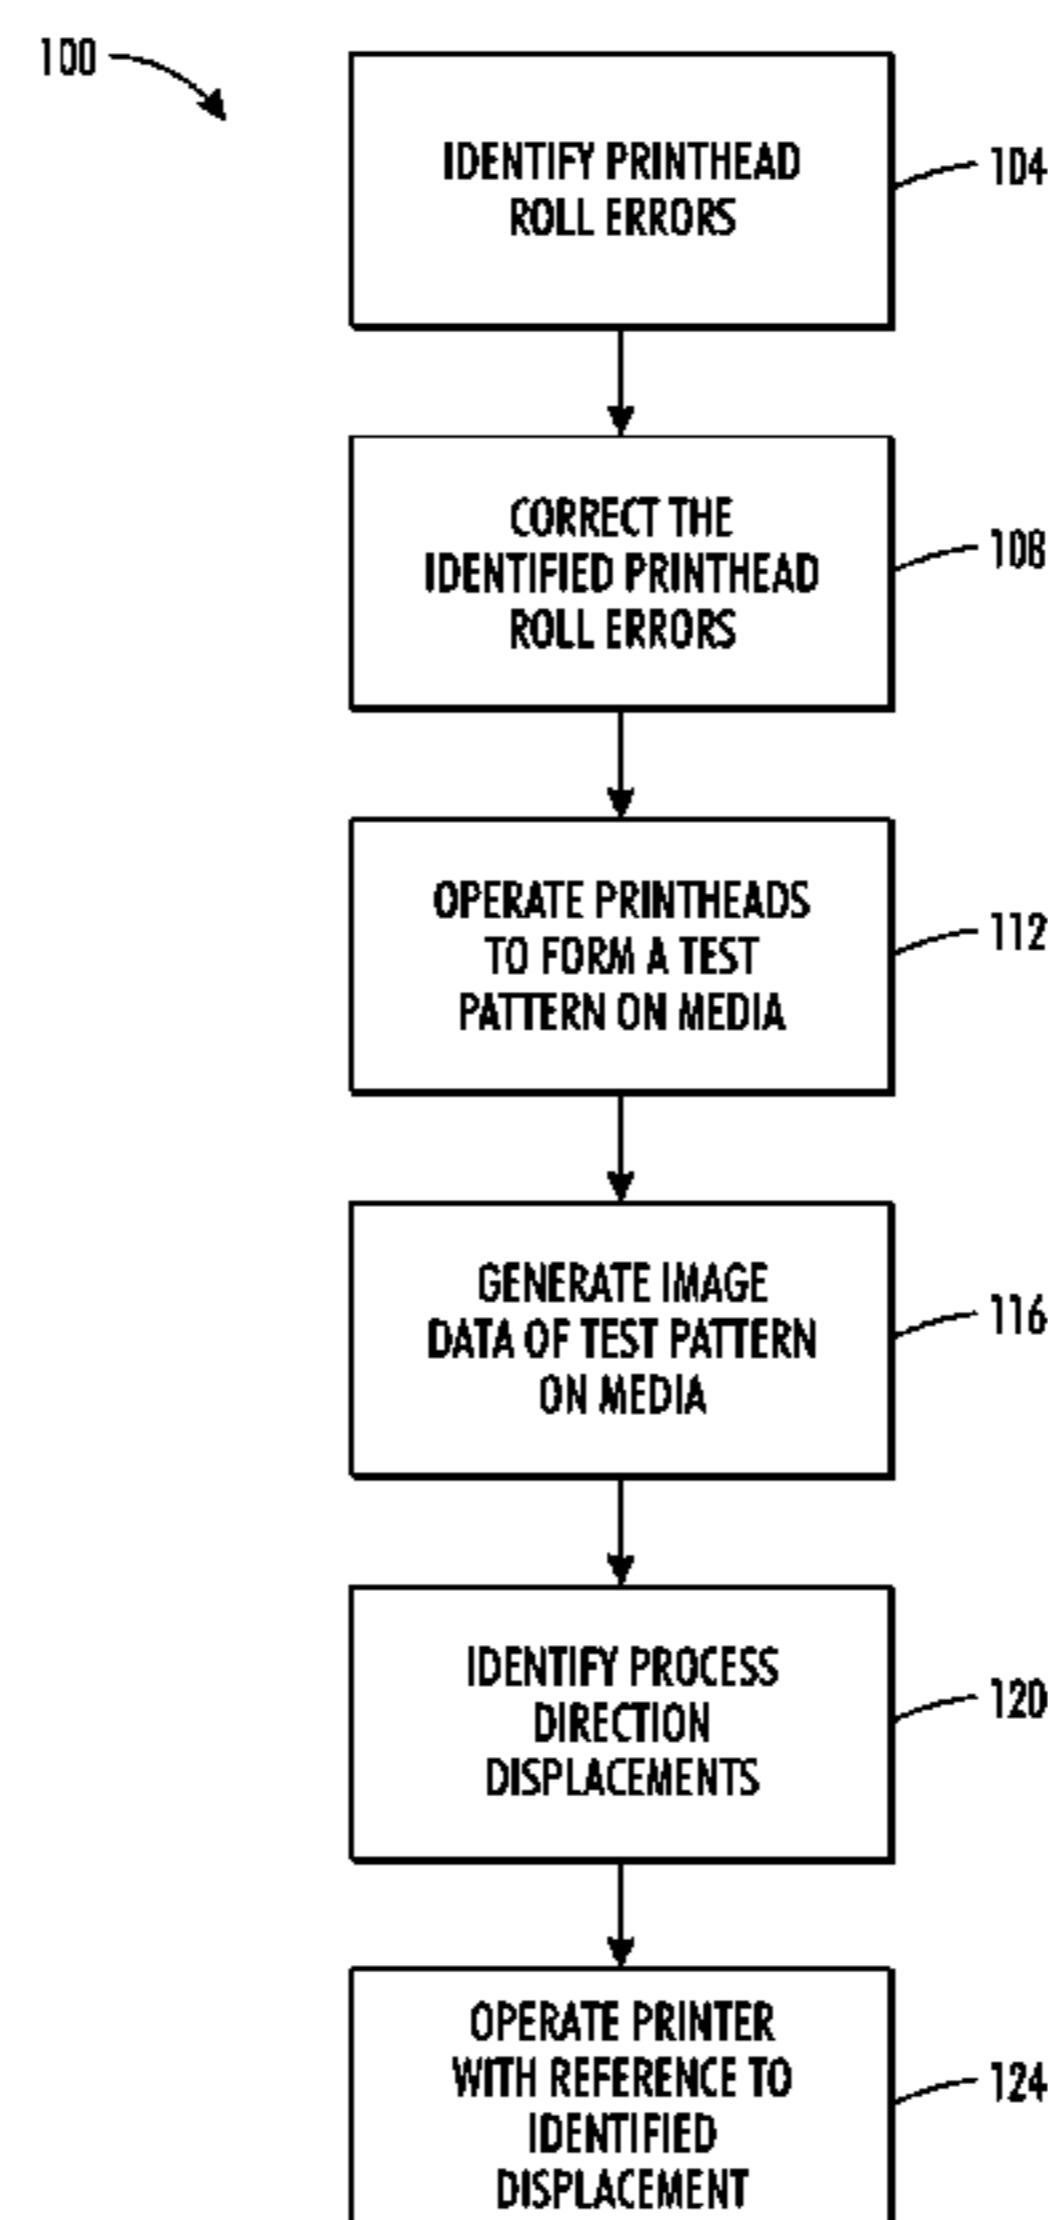 100
IDENTIFY PRINTHEAD
ROLL ERRORS
104
CORRECT THE
IDENTIFIED PRINTHEAD
ROLL ERRORS
108
OPERATE PRINTHEADS
TO FORM A TEST
PATTERN ON MEDIA
112
GENERATE IMAGE
DATA OF TEST PATTERN
ON MEDIA
116
IDENTIFY PROCESS
DIRECTION
DISPLACEMENTS
120
OPERATE PRINTER
WITH REFERENCE TO
IDENTIFIED
DISPLACEMENT
124